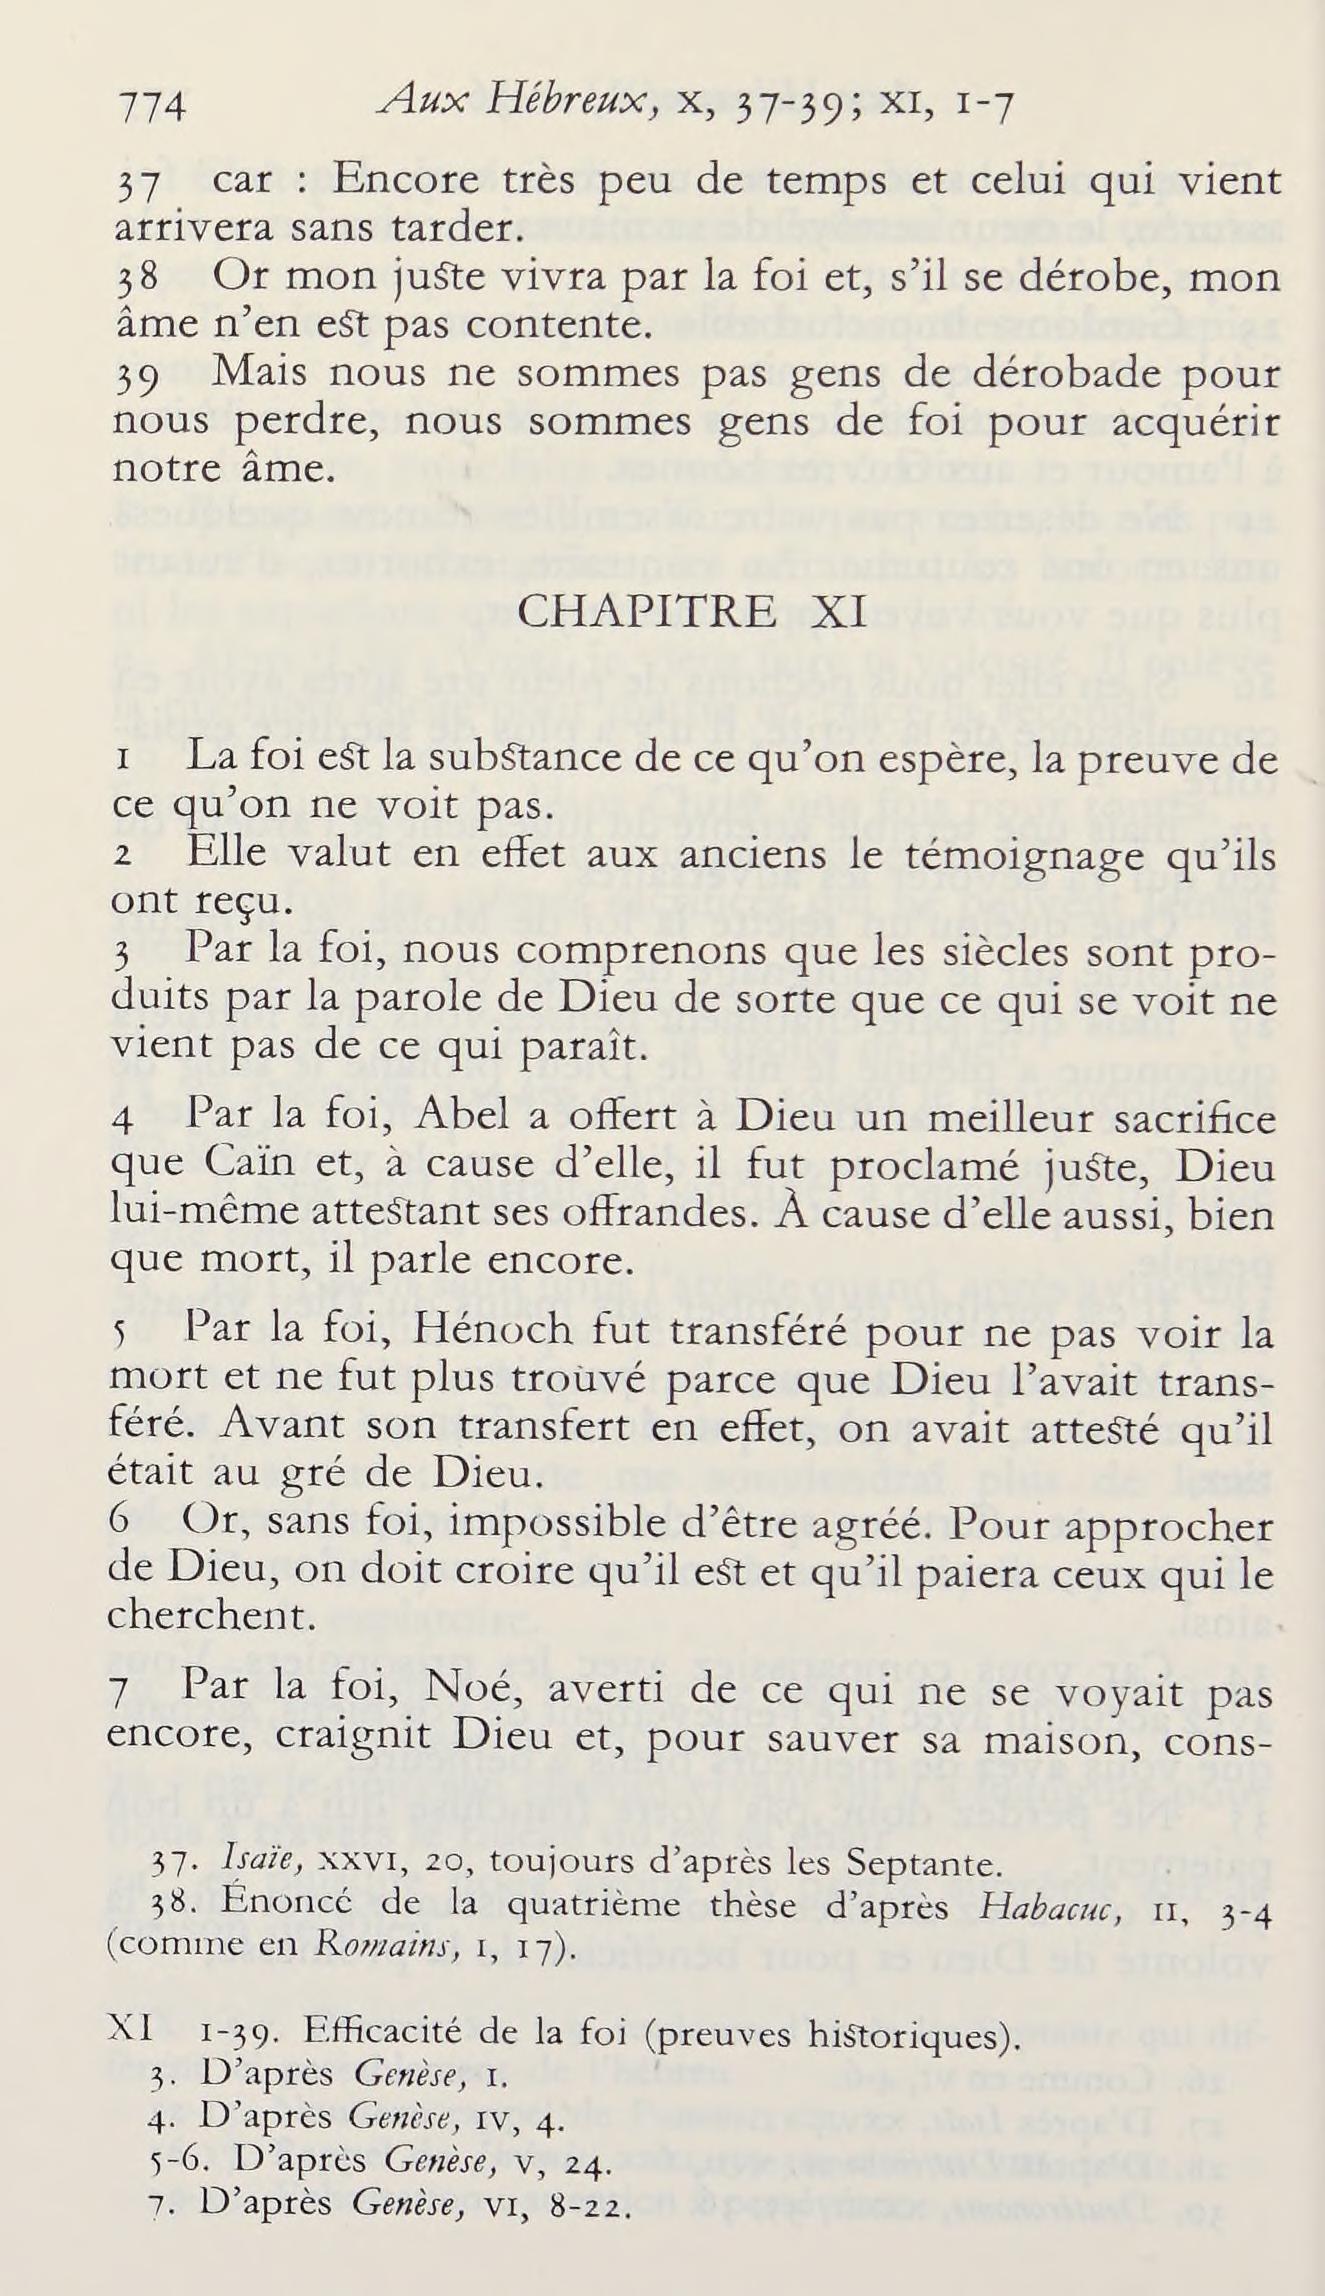 774 Aux Hébreux, X, 37-39; XI, 1-7
37 car : Encore très peu de temps et celui qui vient
arrivera sans tarder.
38 Or mon juste vivra par la foi et, s’il se dérobe, mon
âme n’en est pas contente.
39 Mais nous ne sommes pas gens de dérobade pour
nous perdre, nous sommes gens de foi pour acquérir
notre âme.
CHAPITRE XI
1 La foi est la substance de ce qu’on espère, la preuve de
ce qu’on ne voit pas.
2 Elle valut en effet aux anciens le témoignage qu’ils
ont reçu.
3 Par la foi, nous comprenons que les siècles sont pro-
duits par la parole de Dieu de sorte que ce qui se voit ne
vient pas de ce qui paraît.
4 Par la foi, Abel a offert à Dieu un meilleur sacrifice
que Caïn et, à cause d’elle, il fut proclamé juste, Dieu
lui-même attestant ses offrandes. À cause d’elle aussi, bien
que mort, il parle encore.
5 Par la foi, Hénoch fut transféré pour ne pas voir la
mort et ne fut plus trouvé parce que Dieu l’avait trans-
féré. Avant son transfert en effet, on avait attesté qu’il
était au gré de Dieu.
6 Or, sans foi, impossible d’être agréé. Pour approcher
de Dieu, on doit croire qu’il est et qu’il paiera ceux qui le
cherchent.
7 Par la foi, Noé, averti de ce qui ne se voyait pas
encore, craignit Dieu et, pour sauver sa maison, cons-
37. Isaïe, XXVI, 20, toujours d’après les Septante.
38. Énoncé de la quatrième thèse d’après Habacuc, II, 3-4
(comme en Romains, I, 17).
XI 1-39. Efficacité de la foi (preuves historiques).
3. D’après Genèse, I.
4. D’après Genèse, IV, 4.
5-6. D’après Genèse, V, 24.
7. D’après Genèse, VI, 8-22.